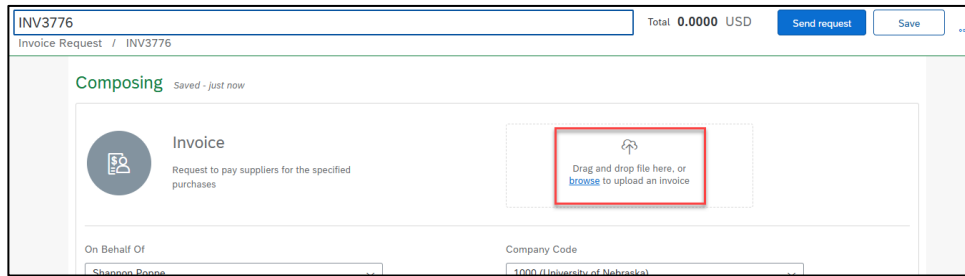 INV3776
Total 0.0000 USD
Send request
Save
Invoice Request / INV3776
Composing Saved - just now
Invoice
Request to pay suppliers for the specified
purchases
Drag and drop file here, or
browse to upload an invoice
On Behalf Of
Company Code
Shannon Poppe
1000 (University of Nebraska)